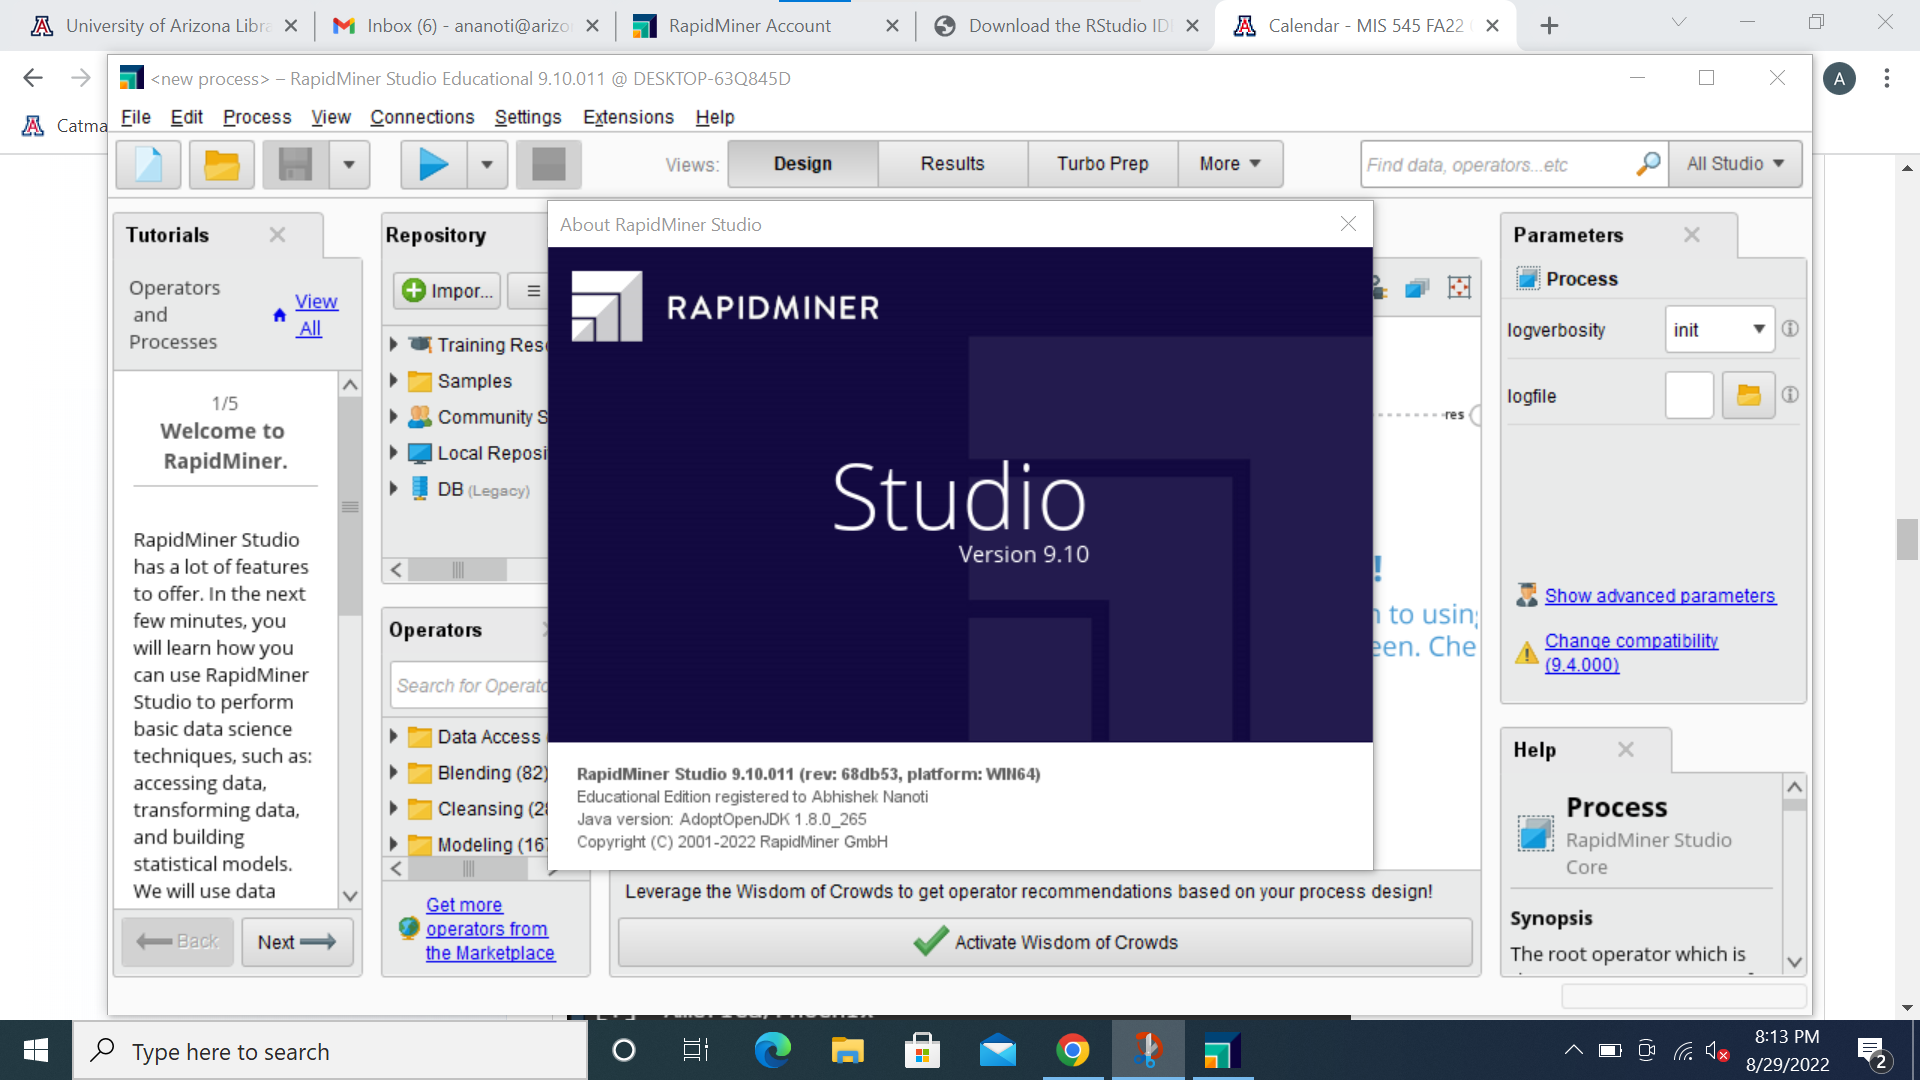 University of Arizona Libra
Inbox (6) - ananoti@arizo
RapidMiner Account
Download the RStudio ID
Calendar - MIS 545 FA22
<new process> – RapidMiner Studio Educational 9.10.011 @ DESKTOP-63Q845D
A
Catma
File Edit Process View Connections Settings Extensions Help
Views: Design Results Turbo Prep More
Find data, operators...etc
All Studio
Tutorials
Operators
and
Processes
View
All
1/5
Welcome to
RapidMiner.
RapidMiner Studio
has a lot of features
to offer. In the next
few minutes, you
will learn how you
can use RapidMiner
Studio to perform
basic data science
techniques, such as:
accessing data,
transforming data,
and building
statistical models.
We will use data
Back
Next
Repository
Impor...
Training Res
Samples
Community S
Local Reposi
DB (Legacy)
Operators
Search for Operato
Data Access
Blending (82)
Cleansing (28
Modeling (167
Get more
operators from
the Marketplace
About RapidMiner Studio
RAPIDMINER
Studio
Version 9.10
RapidMiner Studio 9.10.011 (rev: 68db53, platform: WIN64)
Educational Edition registered to Abhishek Nanoti
Java version: AdoptOpenJDK 1.8.0_265
Copyright (C) 2001-2022 RapidMiner GmbH
res
!
to using
een. Che
Leverage the Wisdom of Crowds to get operator recommendations based on your process design!
Activate Wisdom of Crowds
Parameters
Process
logverbosity
init
logfile
Show advanced parameters
Change compatibility
(9.4.000)
Help
Process
RapidMiner Studio
Core
Synopsis
The root operator which is
Type here to search
8:13 PM
8/29/2022
2